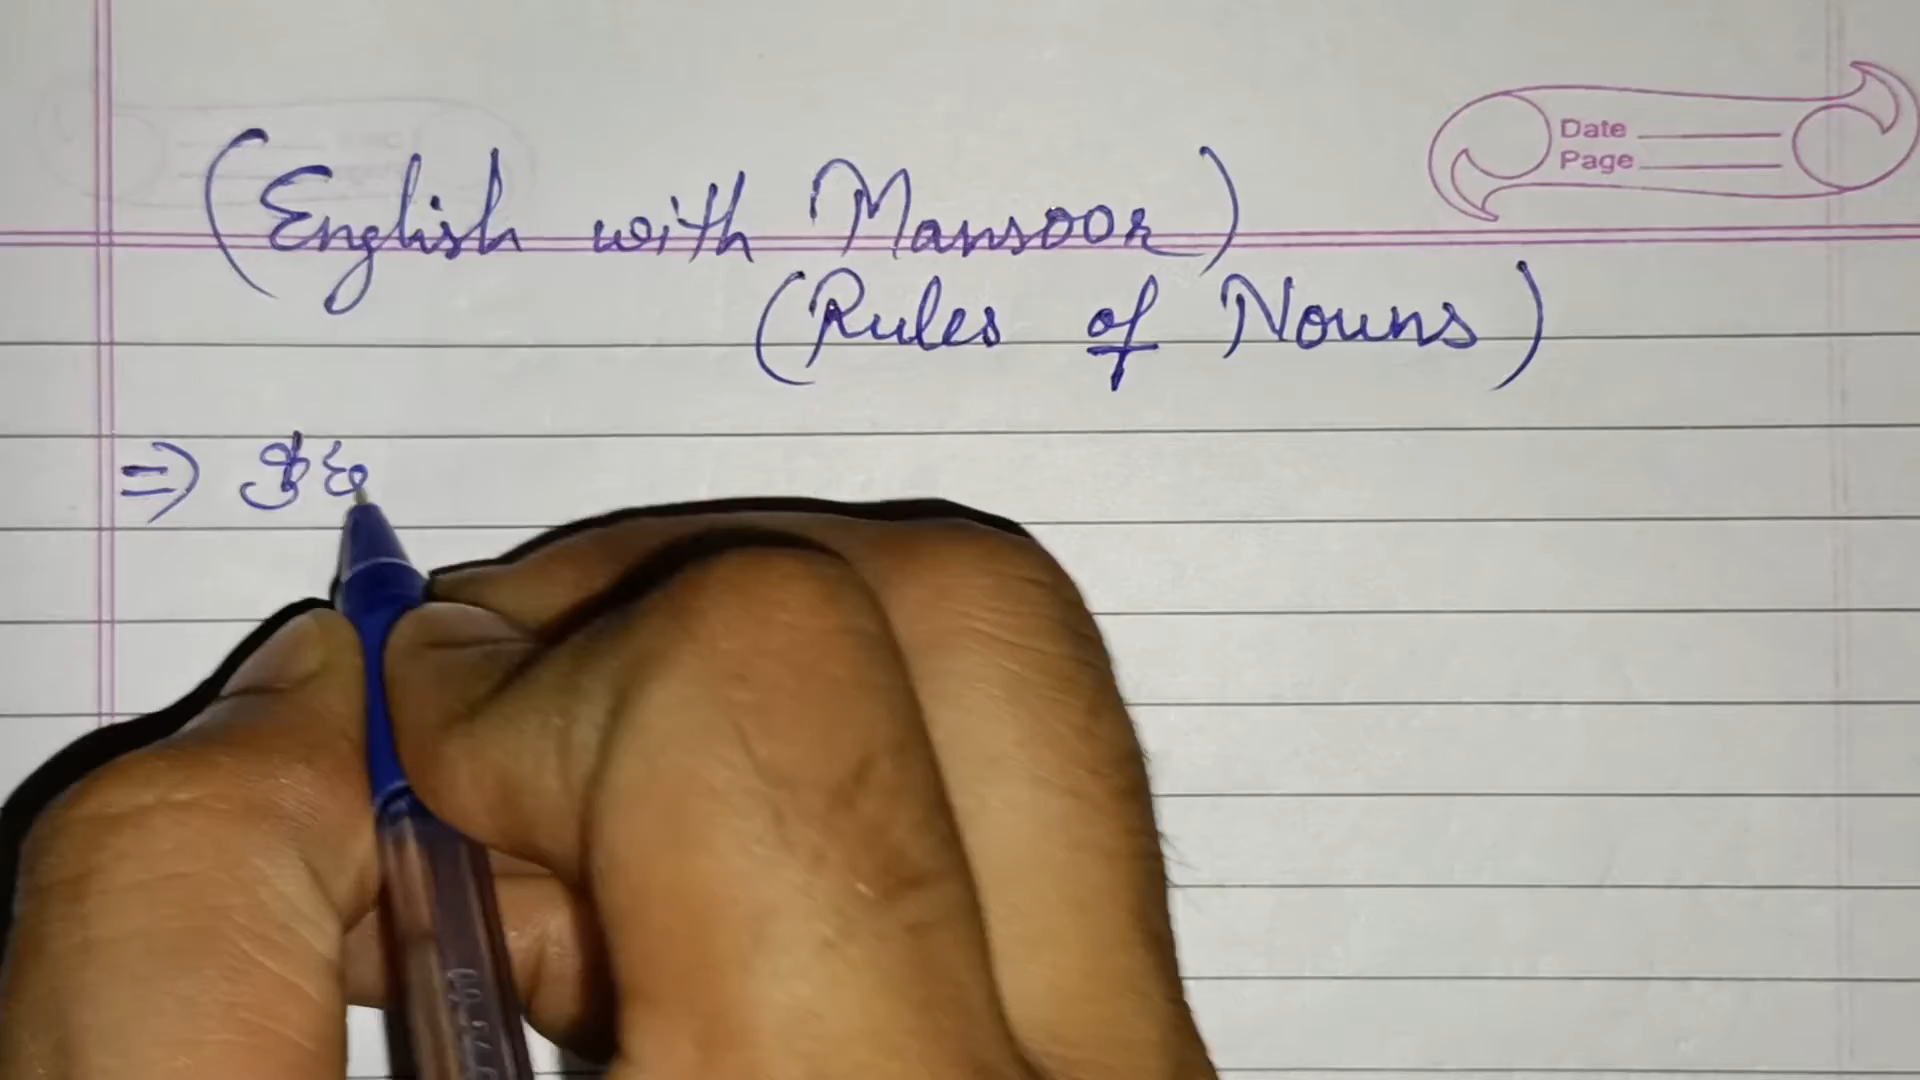 Date
Page
(English with Mansoor)
(Rules of Nouns)
⇒